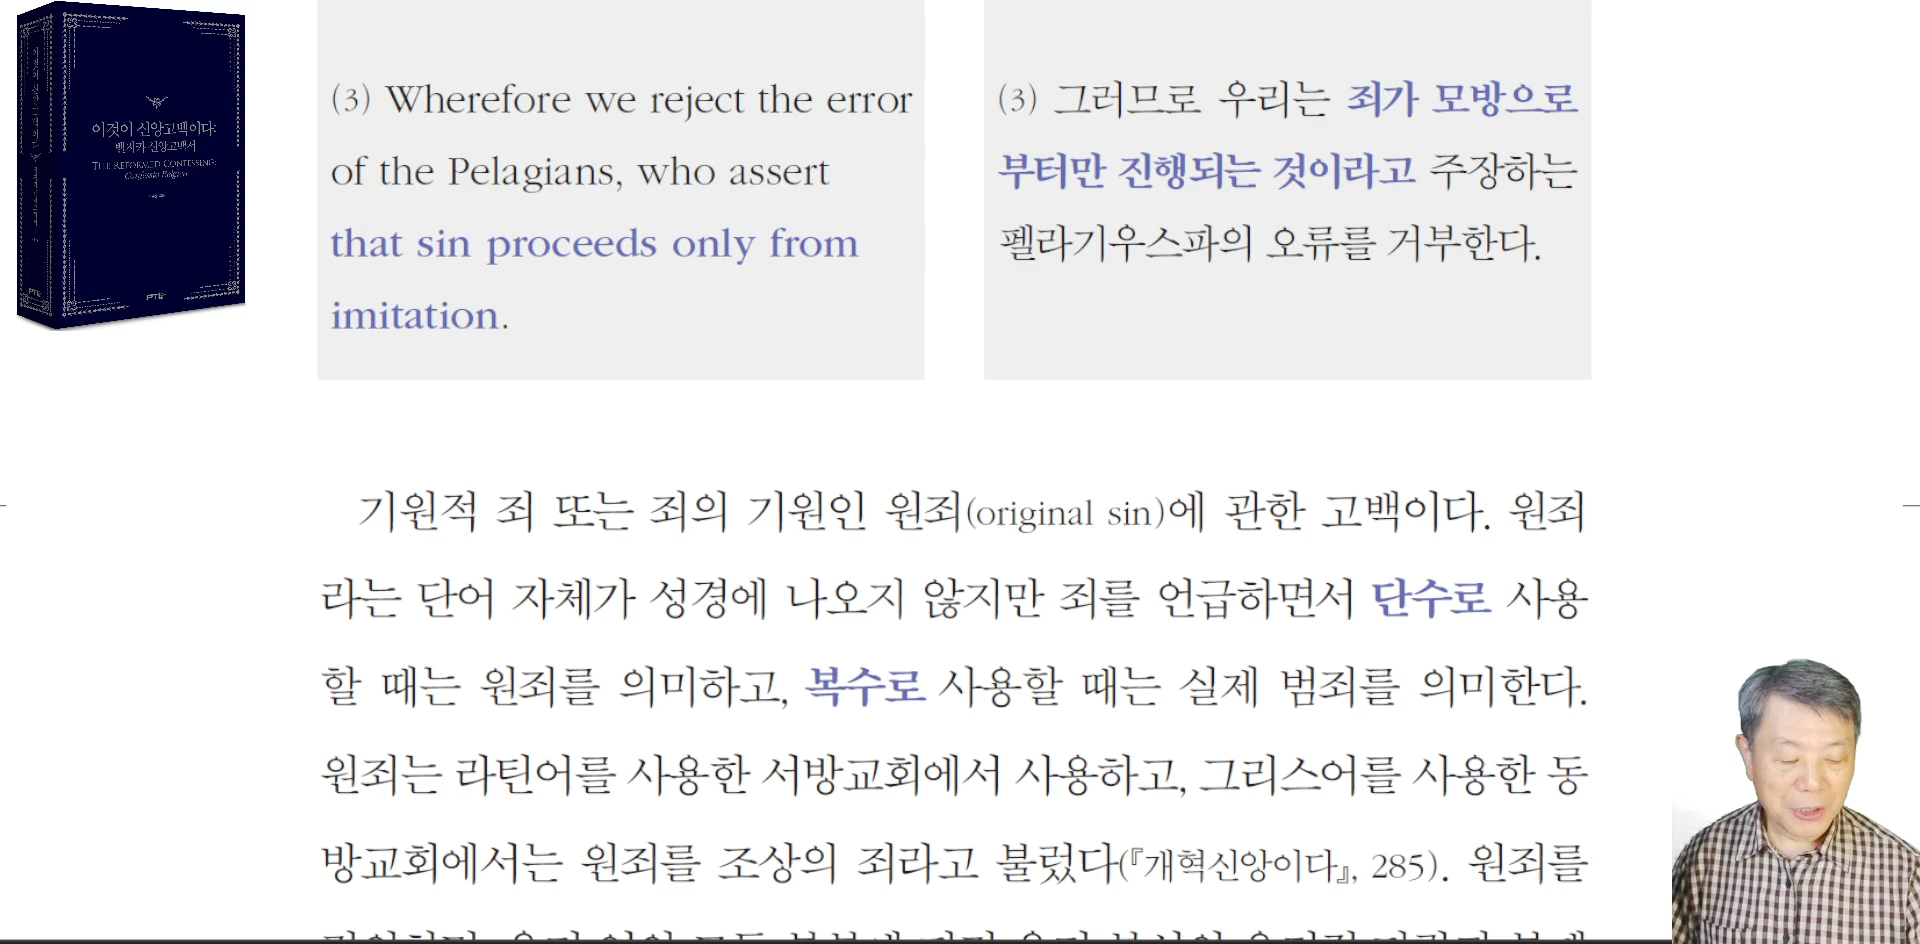 이것이 신앙고백이다:
벨지카 신앙고백서
THE REFORMED CONFESSING:
Confessio Belgica
(3) Wherefore we reject the error
of the Pelagians, who assert
that sin proceeds only from
imitation.
(3) 그러므로 우리는 죄가 모방으로
부터만 진행되는 것이라고 주장하는
펠라기우스파의 오류를 거부한다.
기원적 죄 또는 죄의 기원인 원죄(original sin)에 관한 고백이다. 원죄
라는 단어 자체가 성경에 나오지 않지만 죄를 언급하면서 단수로 사용
할 때는 원죄를 의미하고, 복수로 사용할 때는 실제 범죄를 의미한다.
원죄는 라틴어를 사용한 서방교회에서 사용하고, 그리스어를 사용한 동
방교회에서는 원죄를 조상의 죄라고 불렀다(『개혁신앙이다』, 285). 원죄를